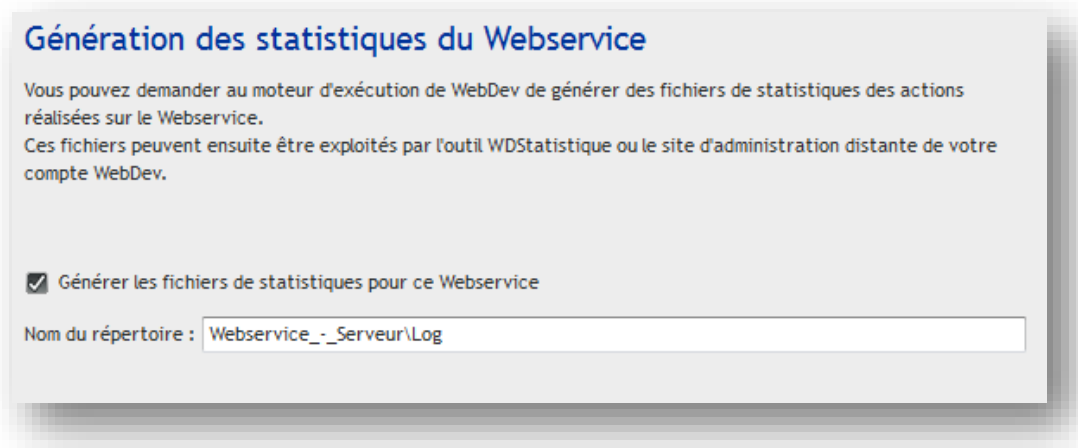 Génération des statistiques du Webservice
Vous pouvez demander au moteur d'exécution de WebDev de générer des fichiers de statistiques des actions
réalisées sur le Webservice.
Ces fichiers peuvent ensuite être exploités par l'outil WDStatistique ou le site d'administration distante de votre
compte WebDev.
Générer les fichiers de statistiques pour ce Webservice
Nom du répertoire : Webservice_-_Serveur\Log